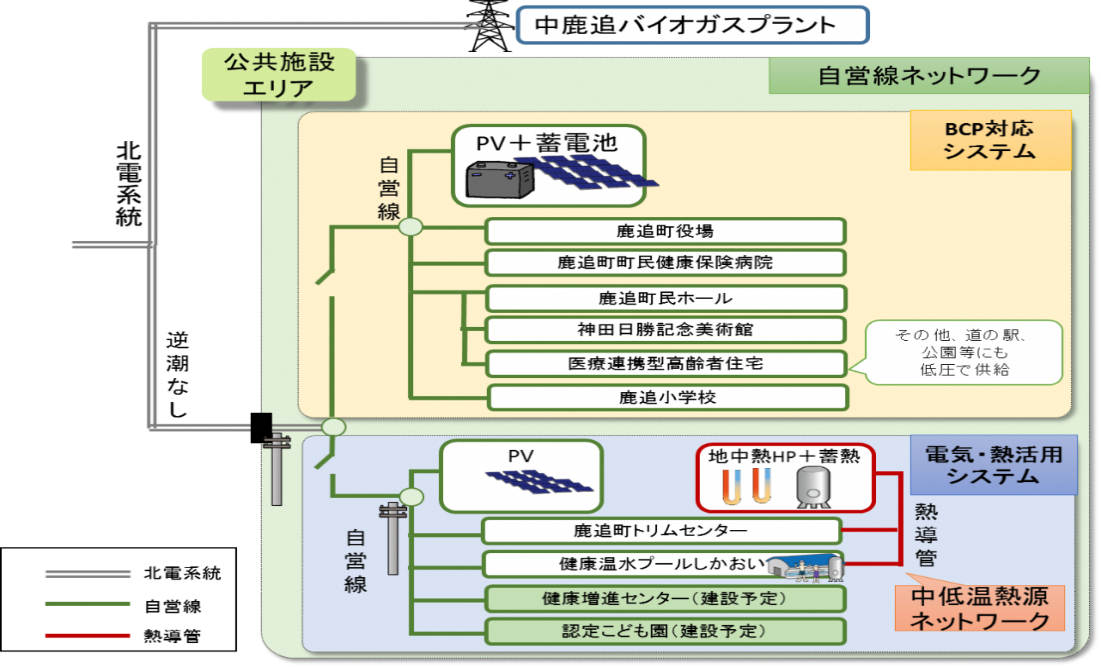 中鹿追バイオガスプラント
公共施設
エリア
自営線ネットワーク
BCP対応
システム
PV＋蓄電池
自営線
北電系統
鹿追町役場
鹿追町町民健康保険病院
鹿追町民ホール
神田日勝記念美術館
医療連携型高齢者住宅
鹿追小学校
その他、道の駅、
公園等にも
低圧で供給
逆潮なし
電気・熱活用
システム
PV
地中熱HP＋蓄熱
自営線
鹿追町トリムセンター
健康温水プールしかおい
健康増進センター（建設予定）
認定こども園（建設予定）
熱導管
中低温熱源
ネットワーク
北電系統
自営線
熱導管